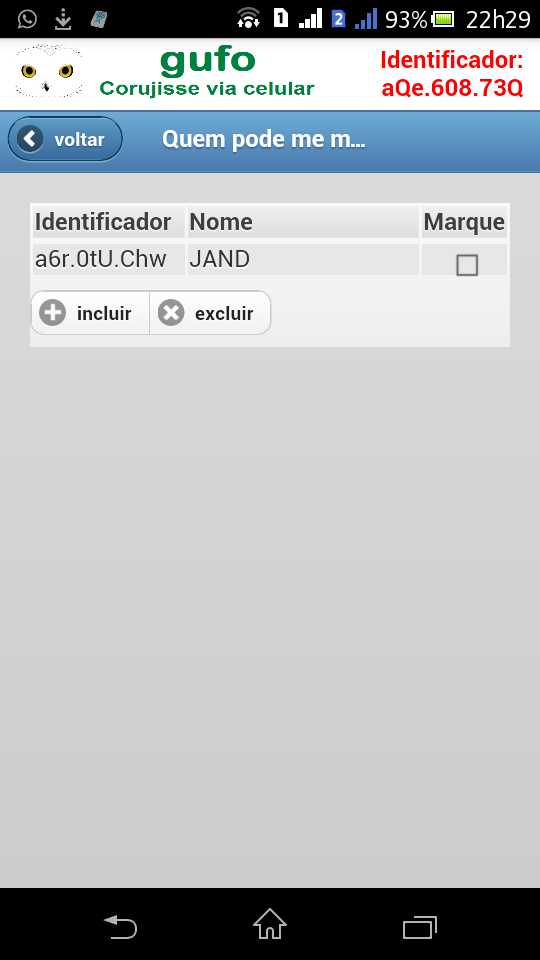 1 2 93% 22h29
gufo
Corujisse via celular
Identificador:
aQe.608.73Q
voltar
Quem pode me m...
Identificador Nome Marque
a6r.0tU.Chw JAND
incluir excluir